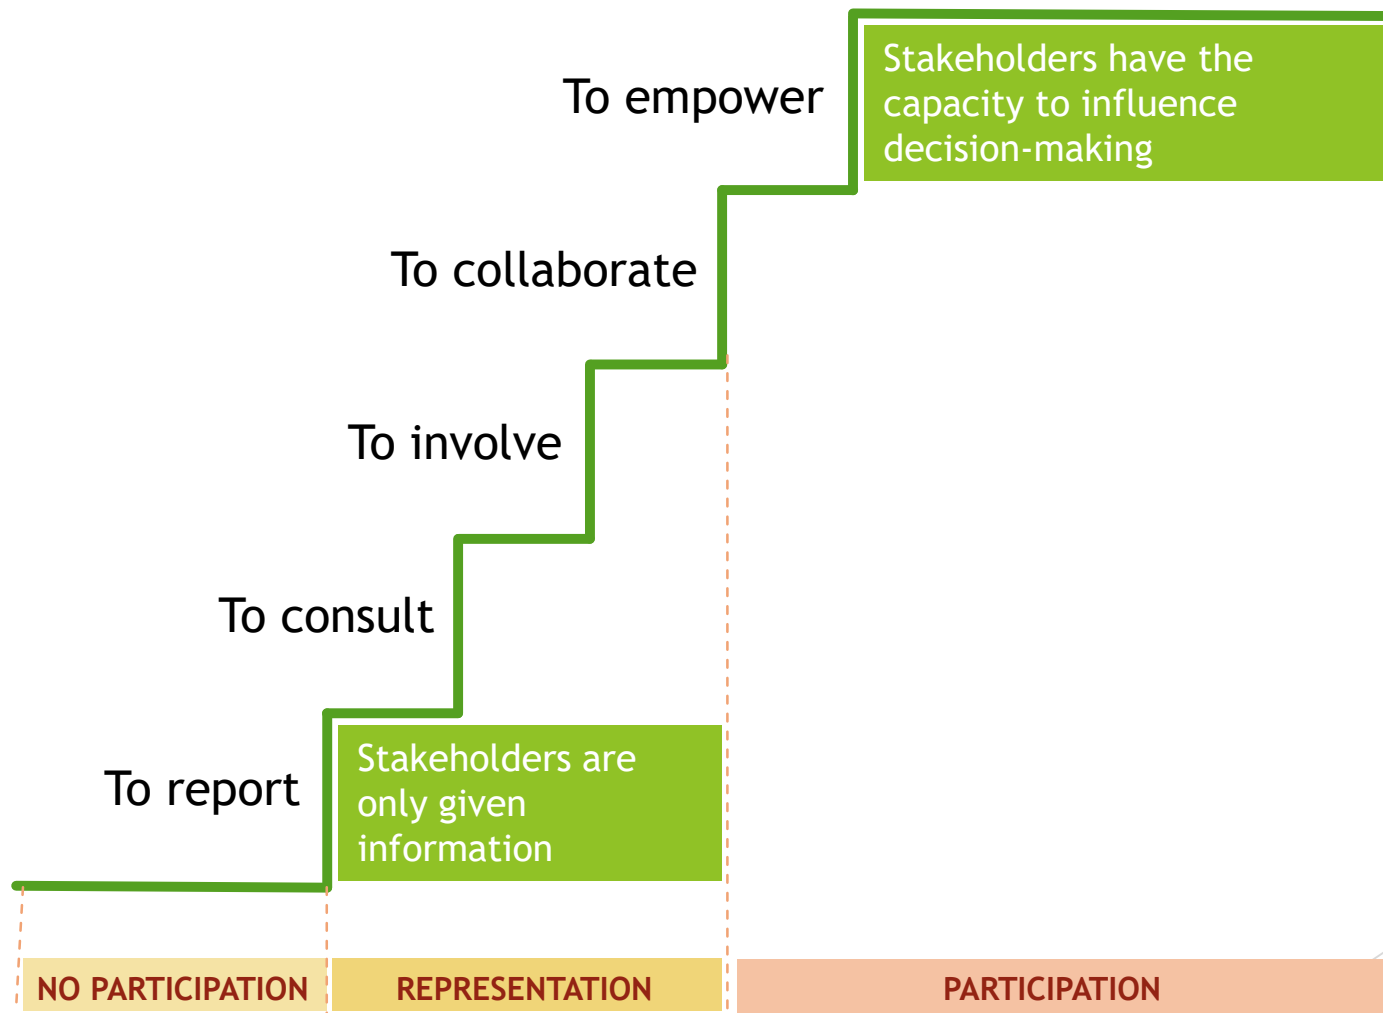 To empower
Stakeholders have the
capacity to influence
decision-making
To collaborate
To involve
To consult
To report
Stakeholders are
only given
information
NO PARTICIPATION
REPRESENTATION
PARTICIPATION